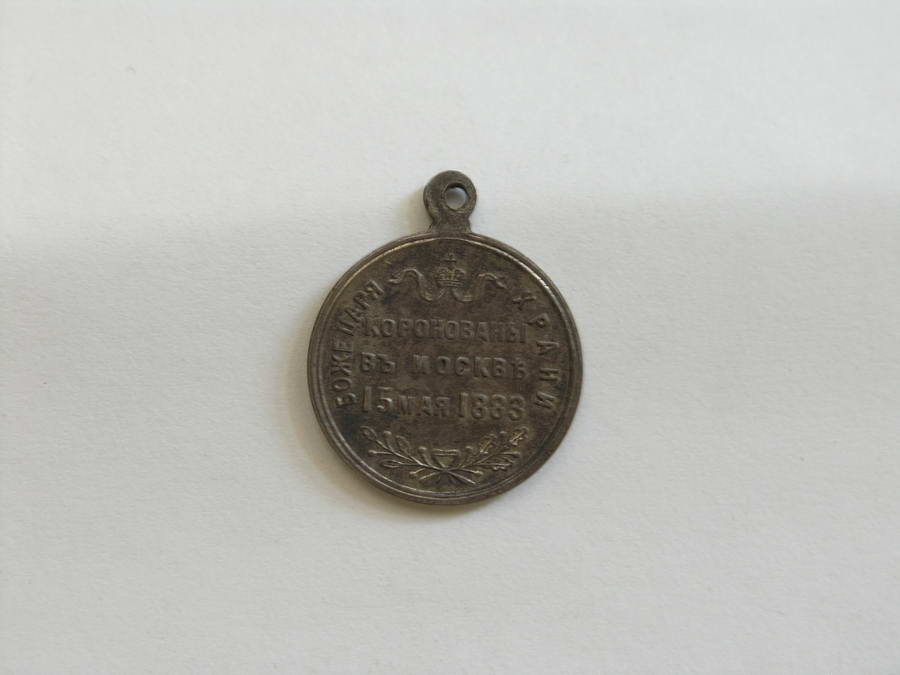 БОЖЕ ЦАРЯ ХРАНИ
КОРОНОВАНЫ
ВЪ МОСКВѢ
15 МАЯ 1883